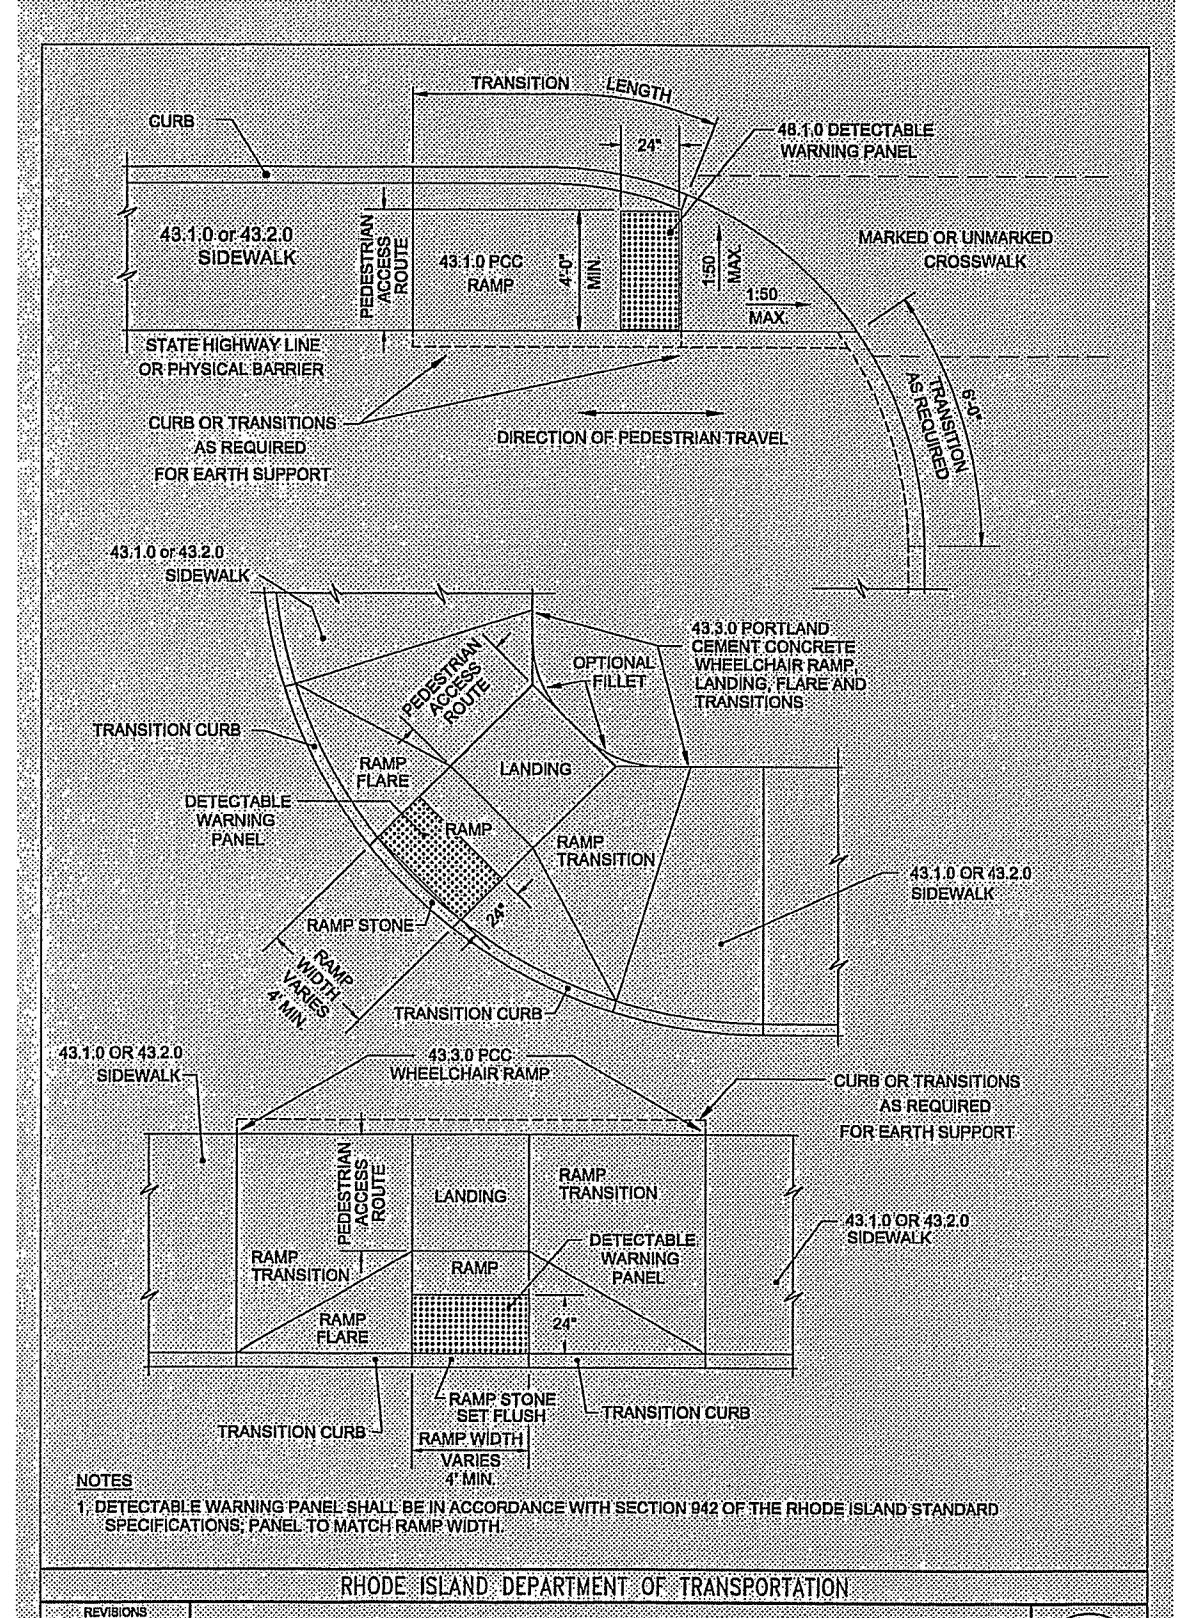 TRANSITION LENGTH
CURB
24"
48.1.0 DETECTABLE
WARNING PANEL
43.1.0 or 43.2.0
SIDEWALK
PEDESTRIAN
ACCESS
ROUTE
43.1.0 PCC
RAMP
4'-0"
MIN.
1:50
MAX.
1:50
MAX.
MARKED OR UNMARKED
CROSSWALK
STATE HIGHWAY LINE
OR PHYSICAL BARRIER
CURB OR TRANSITIONS
AS REQUIRED
FOR EARTH SUPPORT
DIRECTION OF PEDESTRIAN TRAVEL
6'-0"
TRANSITION
AS REQUIRED
43.1.0 or 43.2.0
SIDEWALK
PEDESTRIAN
ACCESS
ROUTE
OPTIONAL
FILLET
43.3.0 PORTLAND
CEMENT CONCRETE
WHEELCHAIR RAMP,
LANDING, FLARE AND
TRANSITIONS
TRANSITION CURB
RAMP
FLARE
LANDING
DETECTABLE
WARNING
PANEL
RAMP
RAMP
TRANSITION
43.1.0 OR 43.2.0
SIDEWALK
RAMP STONE
24"
RAMP
WIDTH
VARIES
4' MIN.
TRANSITION CURB
43.1.0 OR 43.2.0
SIDEWALK
43.3.0 PCC
WHEELCHAIR RAMP
CURB OR TRANSITIONS
AS REQUIRED
FOR EARTH SUPPORT
PEDESTRIAN
ACCESS
ROUTE
LANDING
RAMP
TRANSITION
43.1.0 OR 43.2.0
SIDEWALK
RAMP
TRANSITION
RAMP
DETECTABLE
WARNING
PANEL
RAMP
FLARE
24"
RAMP STONE
SET FLUSH
TRANSITION CURB
TRANSITION CURB
RAMP WIDTH
VARIES
4' MIN.
NOTES
1. DETECTABLE WARNING PANEL SHALL BE IN ACCORDANCE WITH SECTION 942 OF THE RHODE ISLAND STANDARD
SPECIFICATIONS; PANEL TO MATCH RAMP WIDTH.
RHODE ISLAND DEPARTMENT OF TRANSPORTATION
REVISIONS